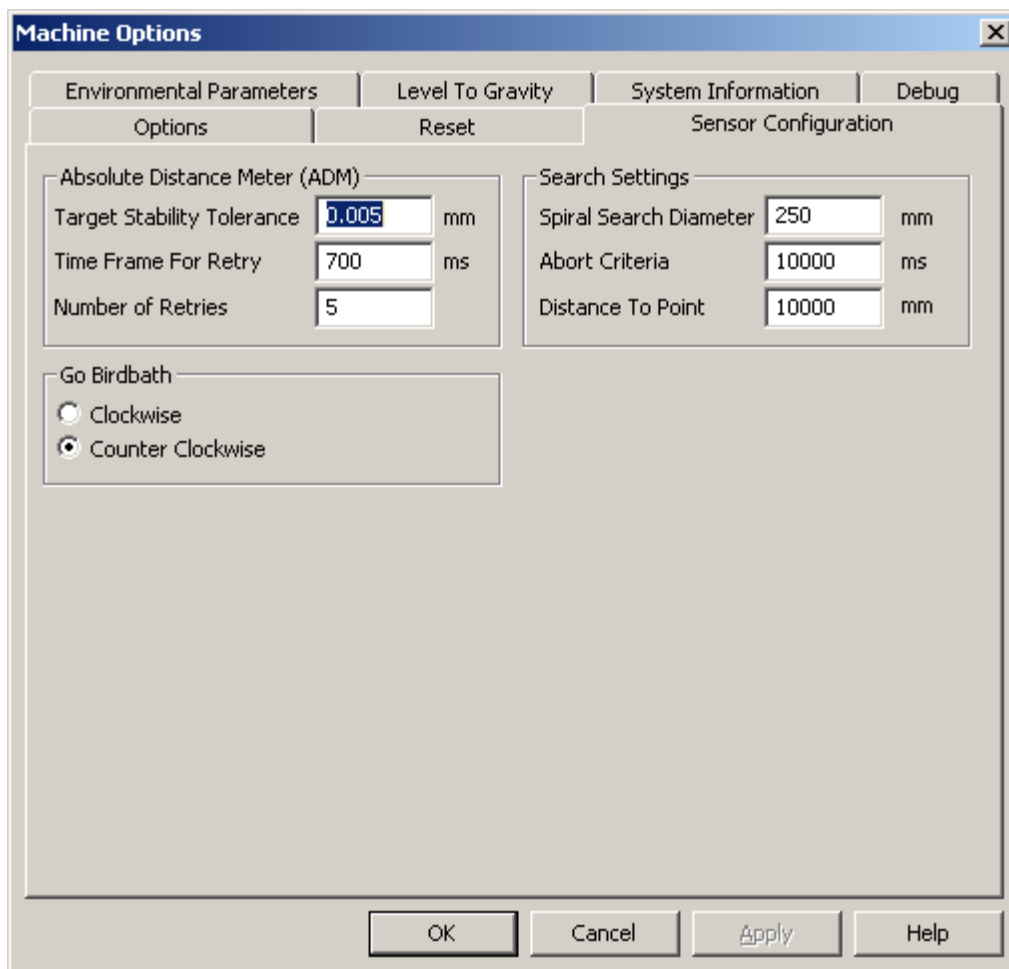 Machine Options
Environmental Parameters Level To Gravity System Information Debug
Options Reset Sensor Configuration
Absolute Distance Meter (ADM)
Target Stability Tolerance 0.005 mm
Time Frame For Retry 700 ms
Number of Retries 5
Search Settings
Spiral Search Diameter 250 mm
Abort Criteria 10000 ms
Distance To Point 10000 mm
Go Birdbath
Clockwise
Counter Clockwise
OK Cancel Apply Help